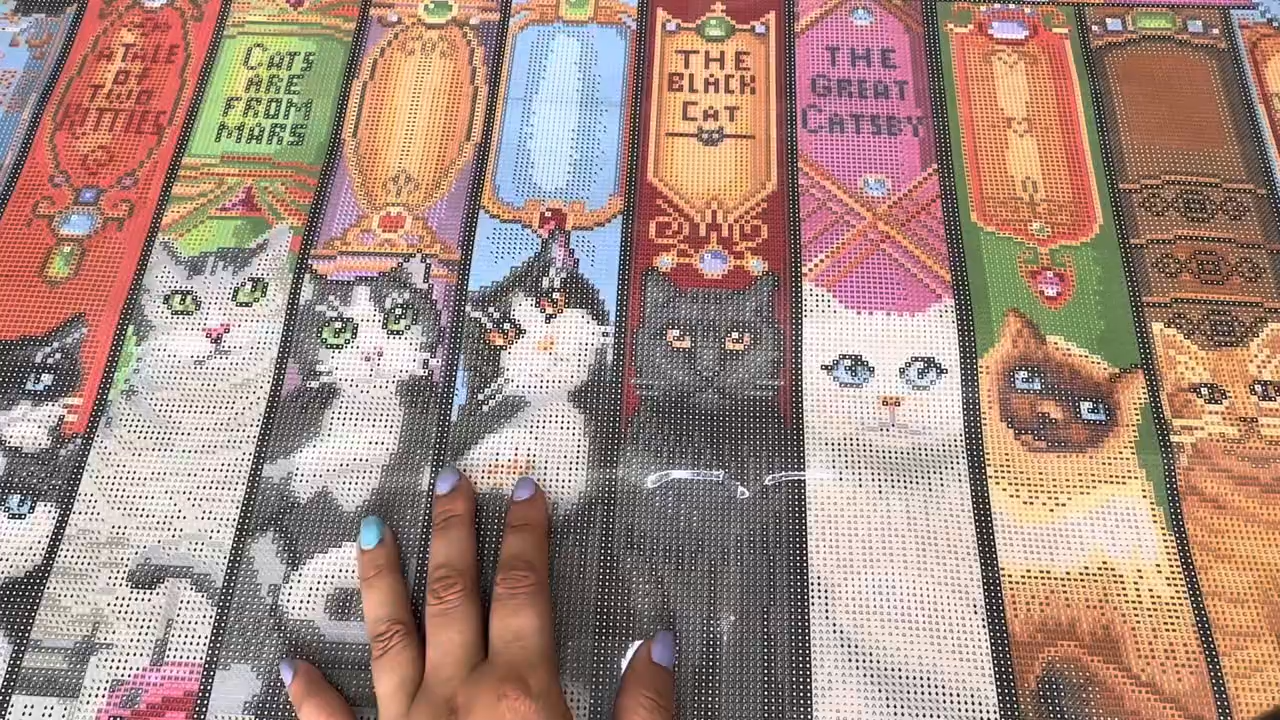 A TALE
OF
TWO
KITTIES
CATS
ARE
FROM
MARS
THE
BLACK
CAT
THE
GREAT
CATSBY